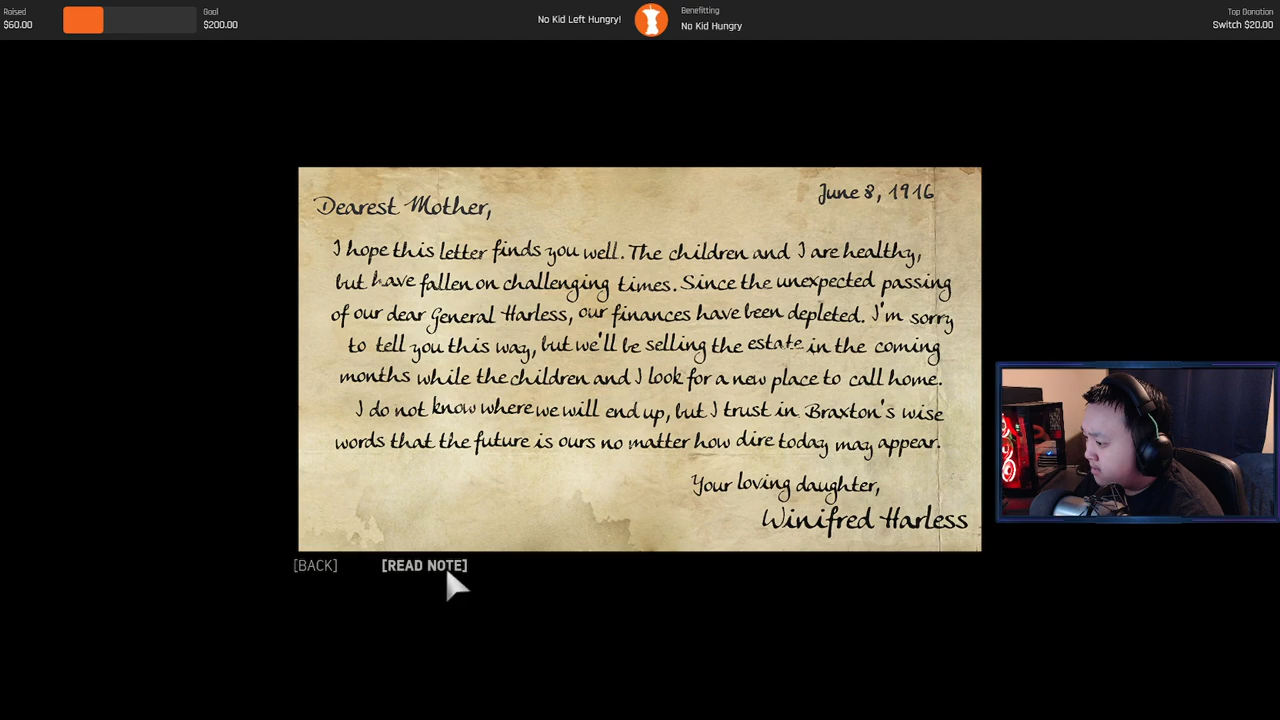 Raised
$60.00
Goal
$200.00
No Kid Left Hungry!
Benefitting
No Kid Hungry
Top Donation
Switch $20.00
June 8, 1916
Dearest Mother,
I hope this letter finds you well. The children and I are healthy,
but have fallen on challenging times. Since the unexpected passing
of our dear General Harless, our finances have been depleted. I'm sorry
to tell you this way, but we'll be selling the estate in the coming
months while the children and I look for a new place to call home.
I do not know where we will end up, but I trust in Braxton's wise
words that the future is ours no matter how dire today may appear.
Your loving daughter,
Winifred Harless
[BACK]
[READ NOTE]